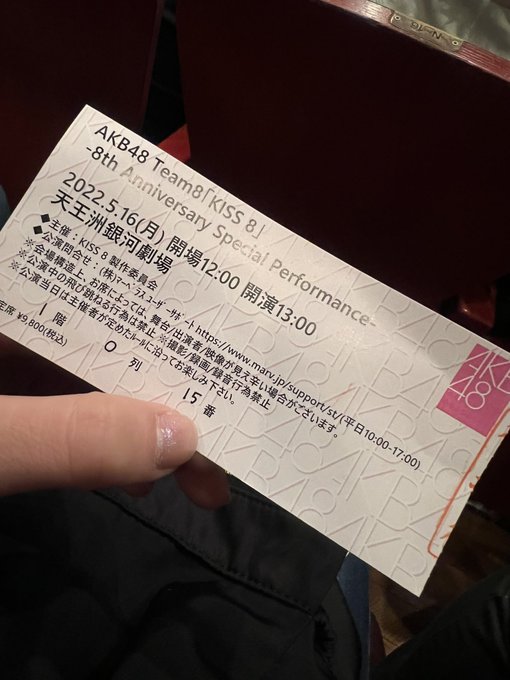 AKB48 Team8「KISS 8」
-8th Anniversary Special Performance-
2022.5.16(月) 開場12:00 開演13:00
天王洲銀河劇場
◆主催：KISS 8 製作委員会
◆公演問合せ：(株)マーベラスユーザーサポート https://www.marv.jp/support/st/(平日10:00-17:00)
※会場構造上、お席によっては、舞台/出演者/映像が見え辛い場合がございます。
※公演中の飛び跳ねる行為は禁止 ※撮影/録画/録音行為禁止
※公演当日は主催者が定めたルールに沿ってお楽しみ下さい。
1 階 O 列 15 番
定席 ¥9,800(税込)
AKB
48